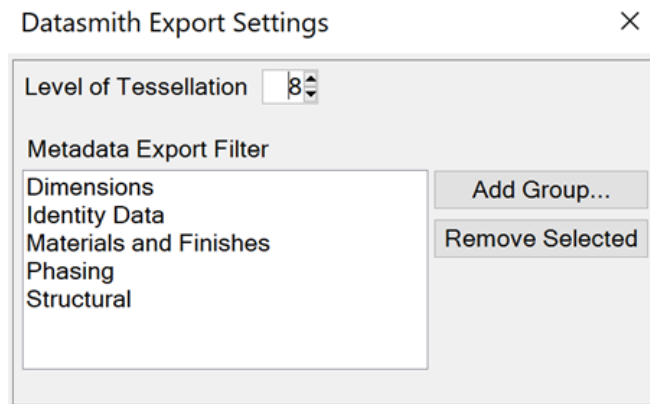 Datasmith Export Settings
Level of Tessellation 8
Metadata Export Filter
Dimensions
Identity Data
Materials and Finishes
Phasing
Structural
Add Group...
Remove Selected